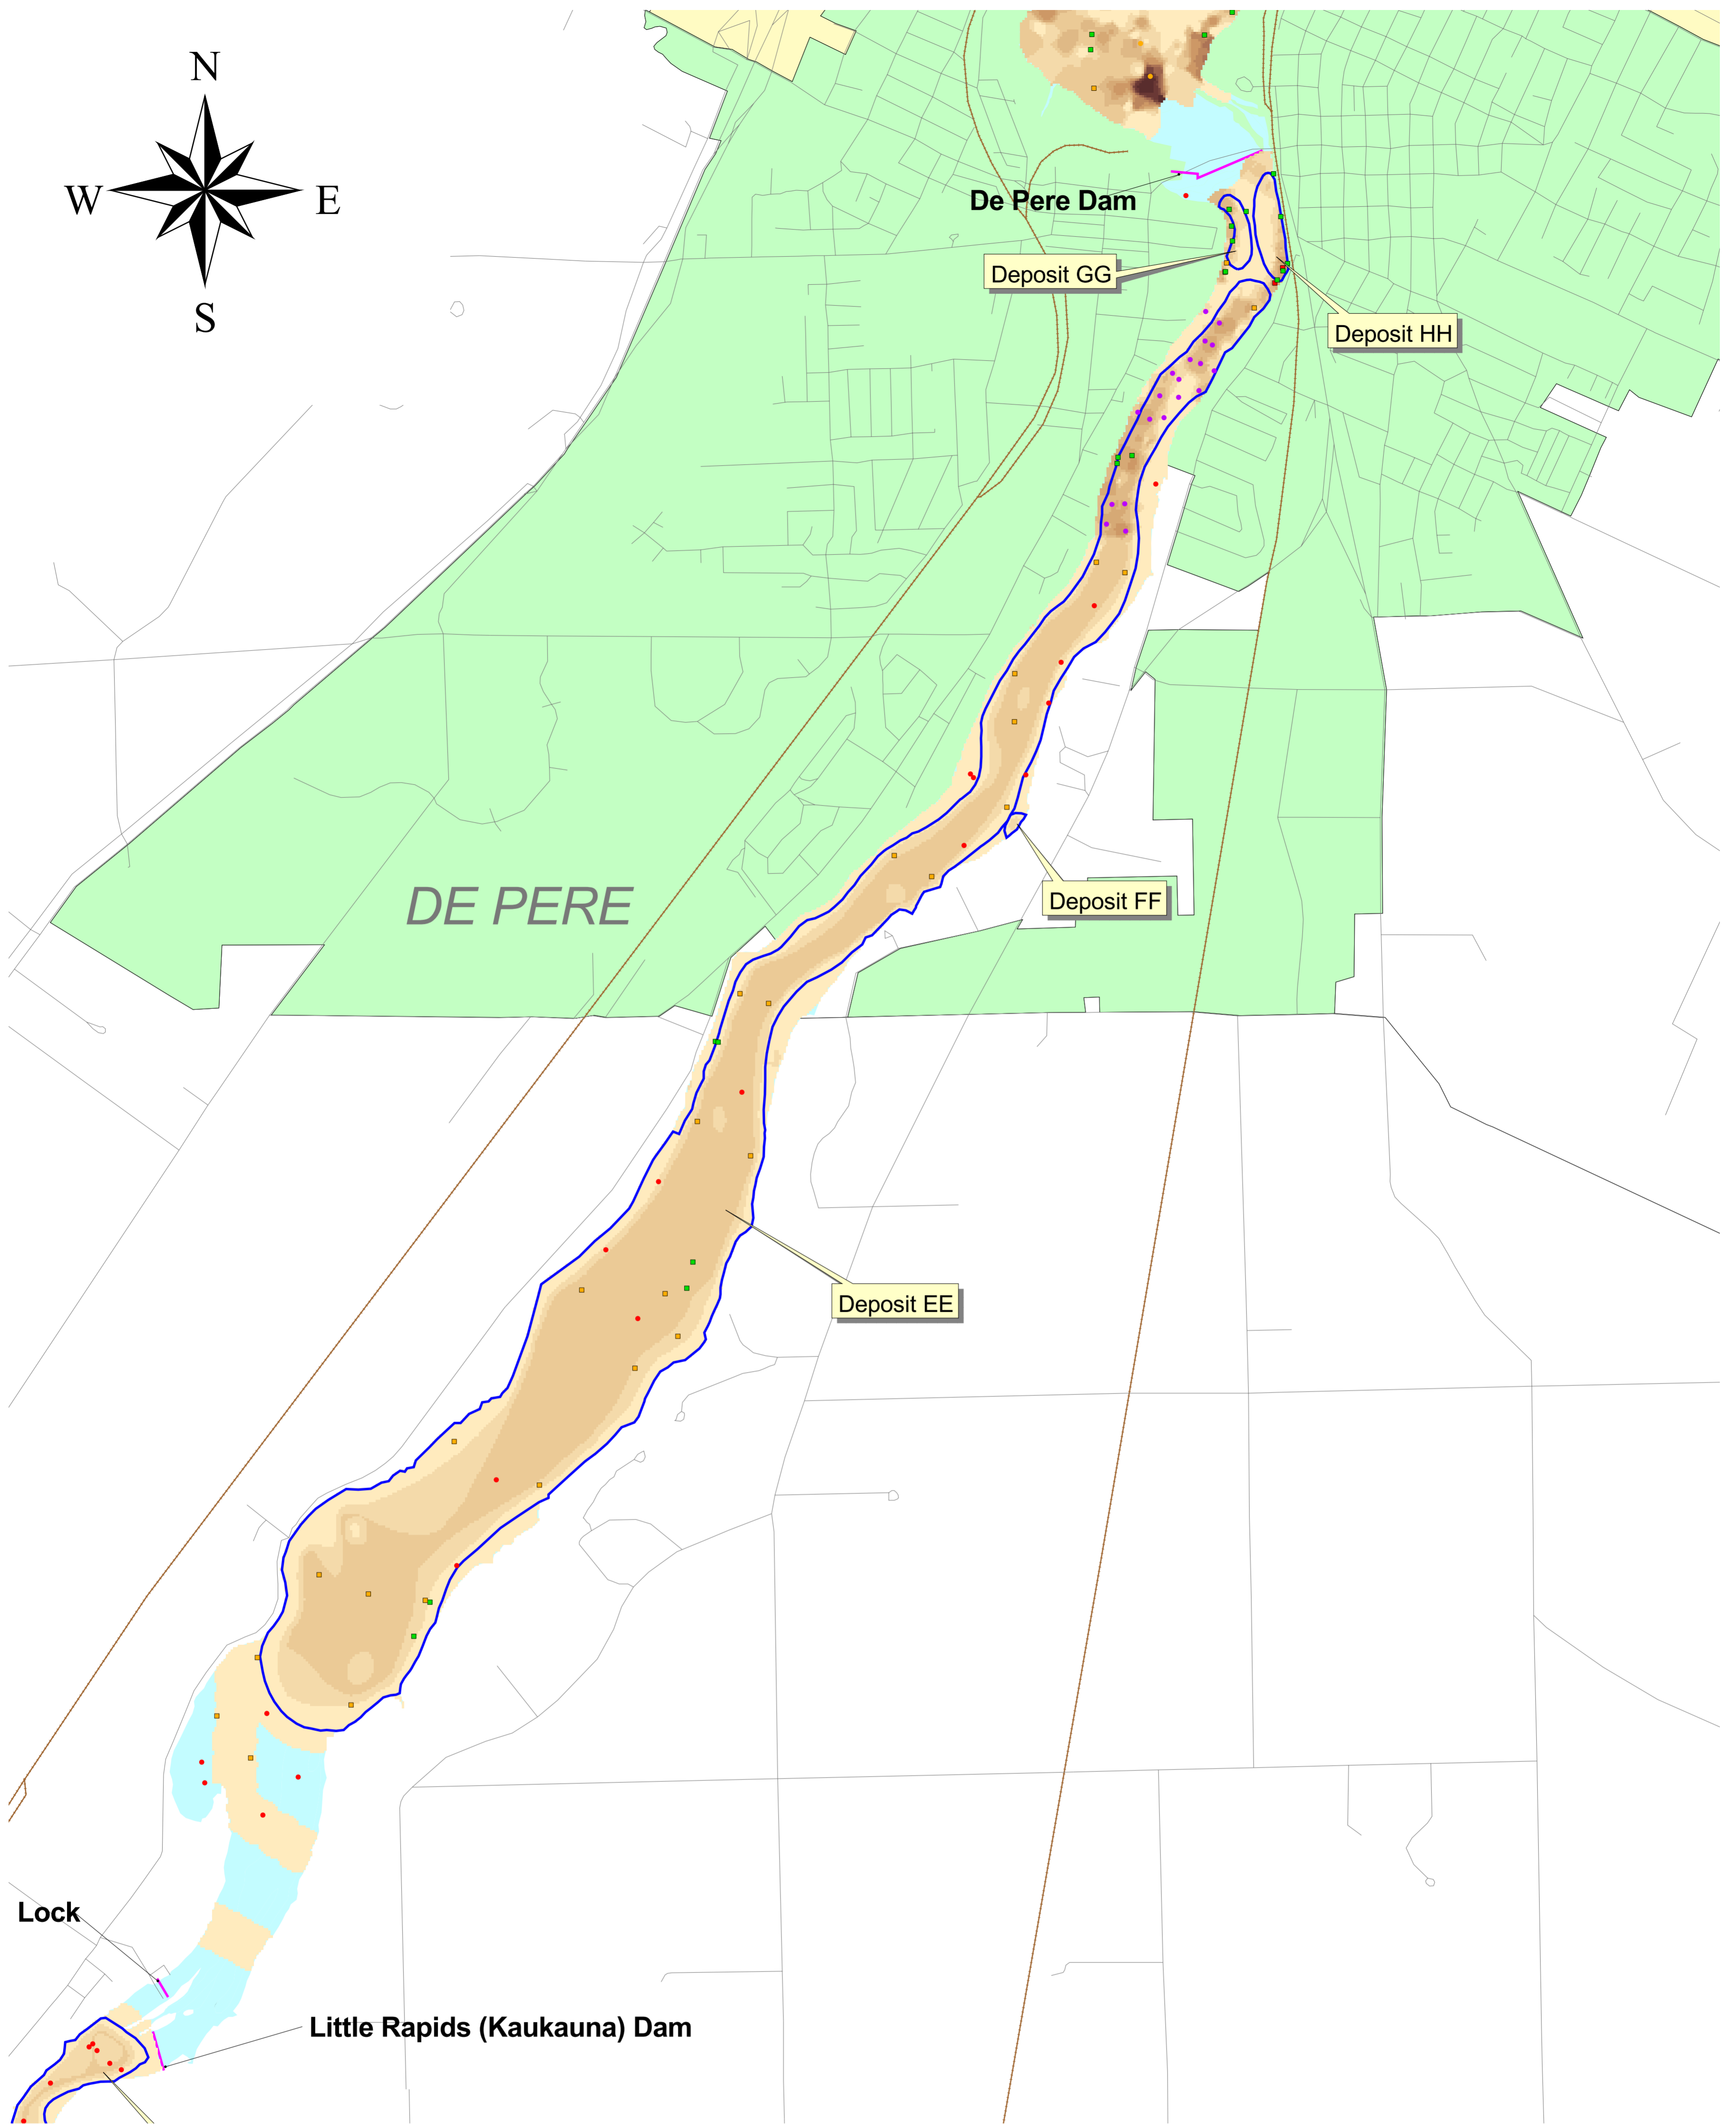 N
W
E
S
De Pere Dam
Deposit GG
Deposit HH
DE PERE
Deposit FF
Deposit EE
Lock
Little Rapids (Kaukauna) Dam